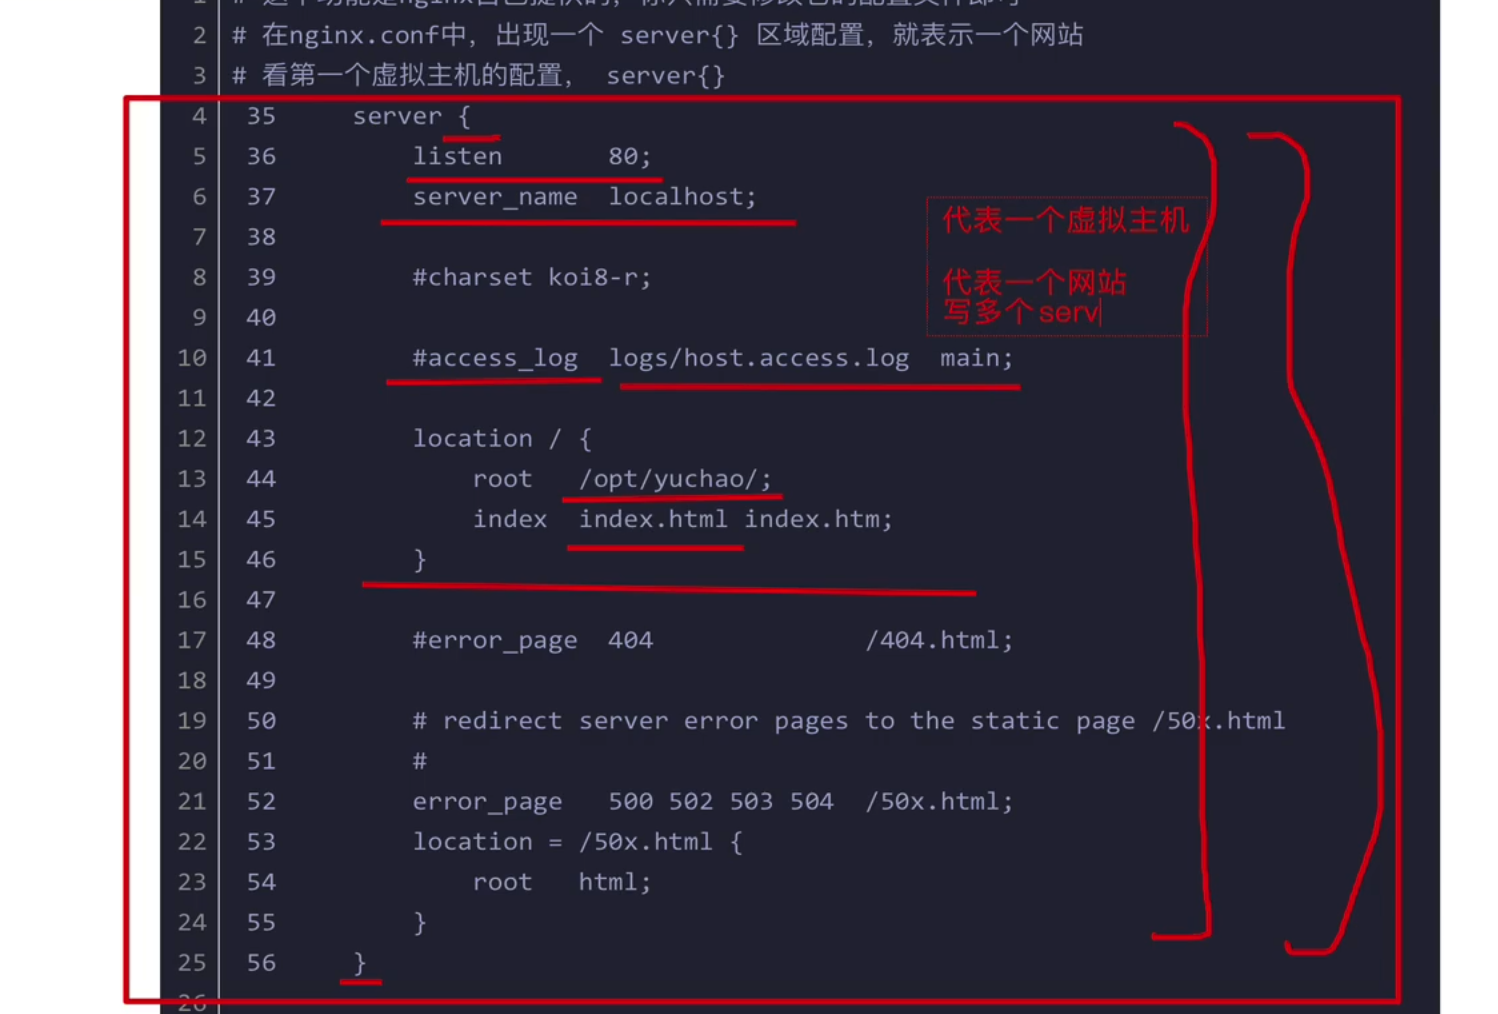 2 # 在nginx.conf中，出现一个 server{} 区域配置，就表示一个网站
3 # 看第一个虚拟主机的配置， server{}
4 35 server {
5 36 listen 80;
6 37 server_name localhost;
代表一个虚拟主机
7 38
8 39 #charset koi8-r;
代表一个网站
9 40
写多个serv
10 41 #access_log logs/host.access.log main;
11 42
12 43 location / {
13 44 root /opt/yuchao/;
14 45 index index.html index.htm;
15 46 }
16 47
17 48 #error_page 404 /404.html;
18 49
19 50 # redirect server error pages to the static page /50x.html
20 51 #
21 52 error_page 500 502 503 504 /50x.html;
22 53 location = /50x.html {
23 54 root html;
24 55 }
25 56 }
26